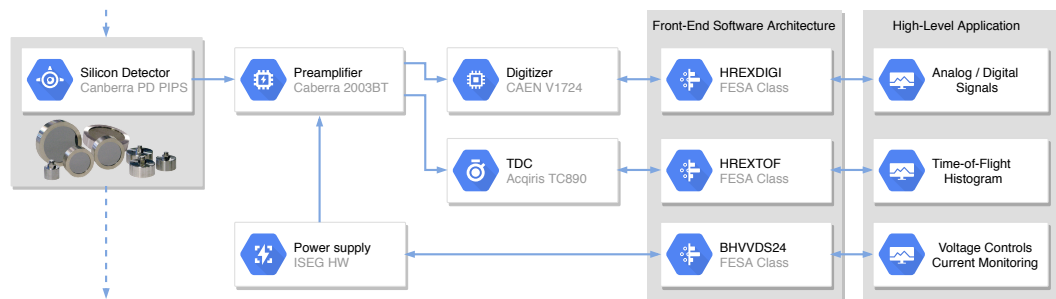 Front-End Software Architecture
High-Level Application
Silicon Detector
Canberra PD PIPS
Preamplifier
Caberra 2003BT
Digitizer
CAEN V1724
HREXDIGI
FESA Class
Analog / Digital
Signals
TDC
Acqiris TC890
HREXTOF
FESA Class
Time-of-Flight
Histogram
Power supply
ISEG HW
BHVVDS24
FESA Class
Voltage Controls
Current Monitoring